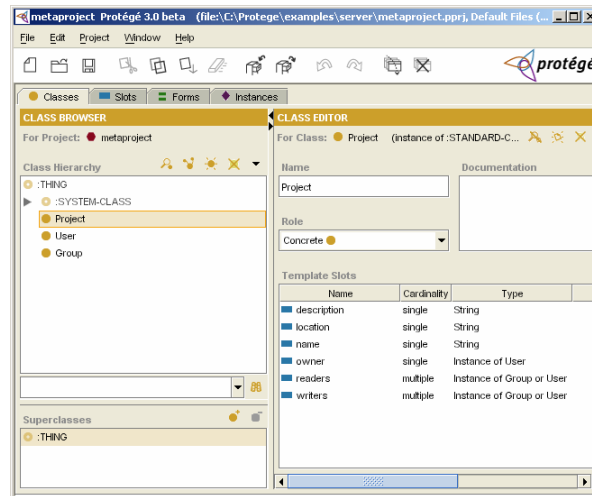 metaproject Protégé 3.0 beta (file:\C:\Protege\examples\server\metaproject.pprj, Default Files (...
File Edit Project Window Help
protégé
Classes Slots Forms Instances
CLASS BROWSER
For Project: metaproject
Class Hierarchy
:THING
:SYSTEM-CLASS
Project
User
Group
Superclasses
:THING
CLASS EDITOR
For Class: Project (instance of :STANDARD-C...
Name
Project
Documentation
Role
Concrete
Template Slots
Name Cardinality Type
description single String
location single String
name single String
owner single Instance of User
readers multiple Instance of Group or User
writers multiple Instance of Group or User